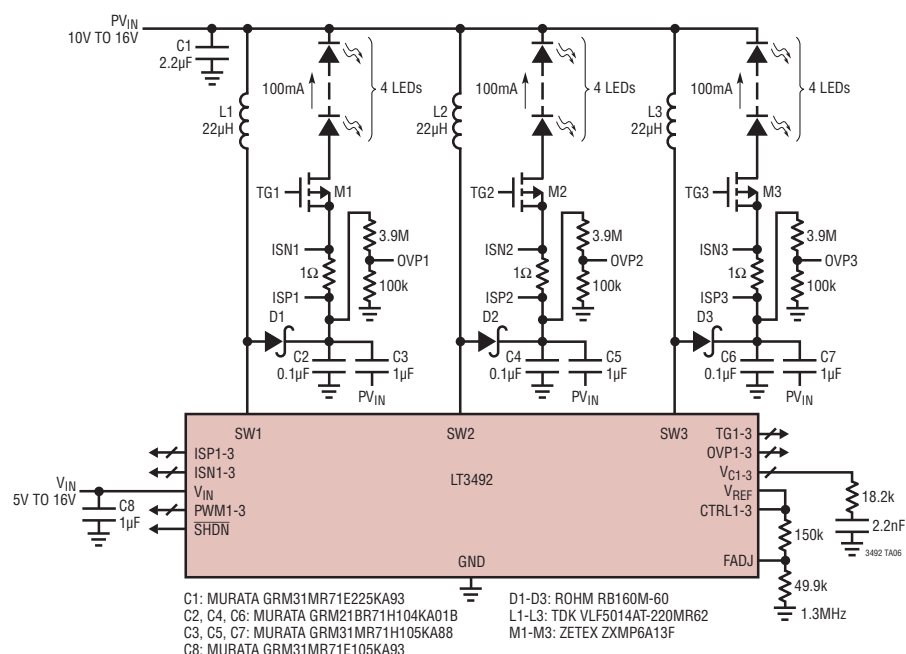 PVIN
10V TO 16V
C1
2.2µF
100mA
4 LEDs
100mA
4 LEDs
100mA
4 LEDs
L1
22µH
L2
22µH
L3
22µH
TG1
M1
TG2
M2
TG3
M3
ISN1
3.9M
ISN2
3.9M
ISN3
3.9M
1Ω
OVP1
1Ω
OVP2
1Ω
OVP3
ISP1
100k
ISP2
100k
ISP3
100k
D1
D2
D3
C2
0.1µF
C3
1µF
C4
0.1µF
C5
1µF
C6
0.1µF
C7
1µF
PVIN
PVIN
PVIN
SW1
SW2
SW3
ISP1-3
ISN1-3
VIN
PWM1-3
SHDN
LT3492
GND
TG1-3
OVP1-3
VC1-3
VREF
CTRL1-3
FADJ
VIN
5V TO 16V
C8
1µF
18.2k
2.2nF
150k
3492 TA06
49.9k
1.3MHz
C1: MURATA GRM31MR71E225KA93
C2, C4, C6: MURATA GRM21BR71H104KA01B
C3, C5, C7: MURATA GRM31MR71H105KA88
C8: MURATA GRM31MR71E105KA93
D1-D3: ROHM RB160M-60
L1-L3: TDK VLF5014AT-220MR62
M1-M3: ZETEX ZXMP6A13F